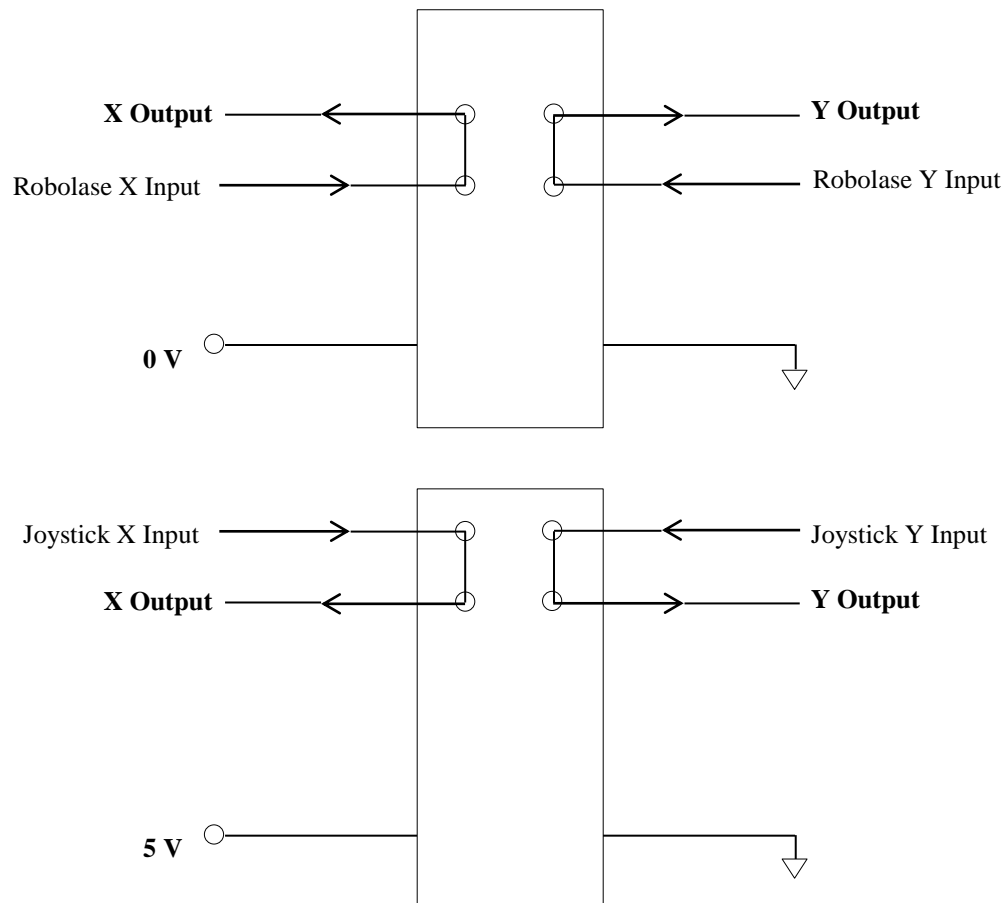 X Output
Y Output
Robolase X Input
Robolase Y Input
0 V
Joystick X Input
Joystick Y Input
X Output
Y Output
5 V